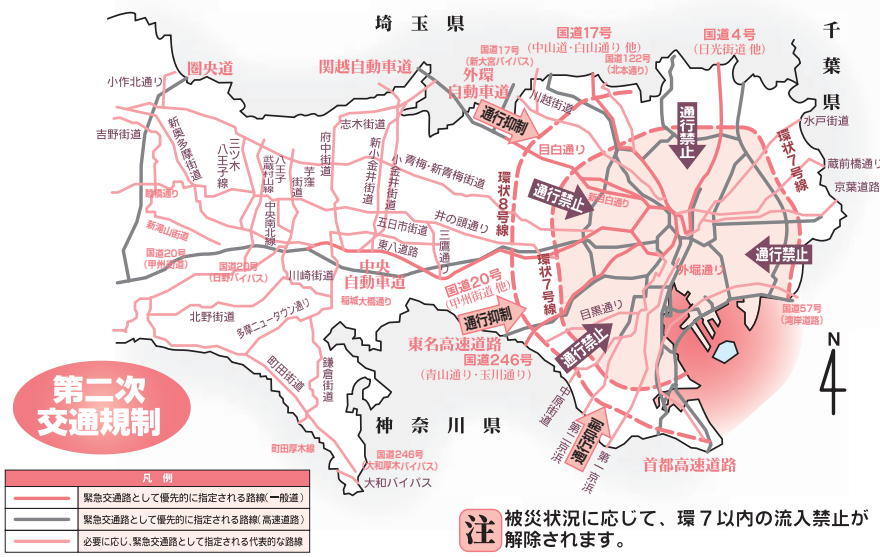 埼玉県
千葉県
神奈川県
国道17号
(中山道・白山通り 他)
国道4号
(日光街道 他)
国道17号
(新大宮バイパス)
国道122号
(北本通り)
圏央道
関越自動車道
外環
自動車道
小作北通り
川越街道
通行抑制
通行禁止
水戸街道
吉野街道
新奥多摩街道
三ツ木
八王子線
八王子
武蔵村山線
芋窪
街道
府中街道
志木街道
新小金井街道
小金井街道
青梅・新青梅街道
目白通り
環状7号線
蔵前橋通り
京葉道路
睦橋通り
環状8号線
通行禁止
新目白通り
新滝山街道
中央南北線
五日市街道
井の頭通り
東八道路
三鷹通り
国道20号
(甲州街道)
国道20号
(日野バイパス)
川崎街道
中央
自動車道
稲城大橋通り
国道20号
(甲州街道 他)
環状7号線
外堀通り
通行禁止
国道57号
(湾岸道路)
北野街道
多摩ニュータウン通り
通行抑制
目黒通り
通行禁止
東名高速道路
国道246号
(青山通り・玉川通り)
町田街道
鎌倉街道
中原街道
第二京浜
通行抑制
第一京浜
首都高速道路
N
4
第二次
交通規制
町田厚木線
国道246号
(大和厚木バイパス)
大和バイパス
凡 例
緊急交通路として優先的に指定される路線(一般道)
緊急交通路として優先的に指定される路線(高速道路)
必要に応じ、緊急交通路として指定される代表的な路線
注 被災状況に応じて、環７以内の流入禁止が
解除されます。